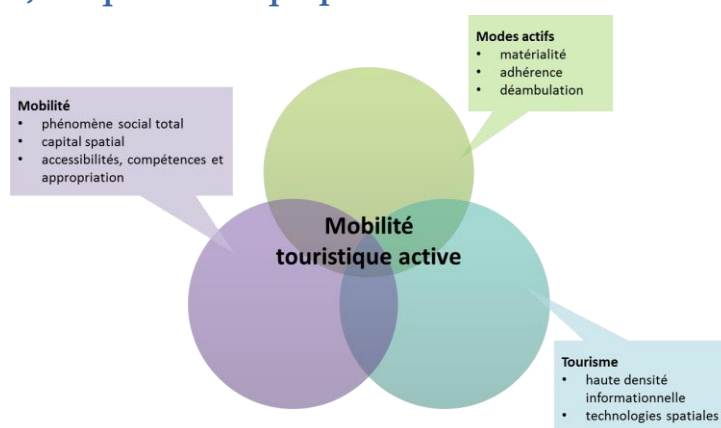 Modes actifs
• matérialité
• adhérence
• déambulation
Mobilité
• phénomène social total
• capital spatial
• accessibilités, compétences et
appropriation
Mobilité
touristique active
Tourisme
• haute densité
informationnelle
• technologies spatiales